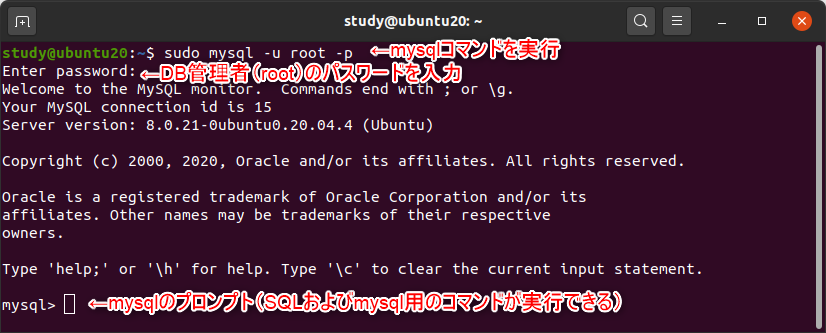 study@ubuntu20: ~
study@ubuntu20:~$ sudo mysql -u root -p ←mysqlコマンドを実行
Enter password: ←DB管理者（root）のパスワードを入力
Welcome to the MySQL monitor.  Commands end with ; or \g.
Your MySQL connection id is 15
Server version: 8.0.21-0ubuntu0.20.04.4 (Ubuntu)
Copyright (c) 2000, 2020, Oracle and/or its affiliates. All rights reserved.
Oracle is a registered trademark of Oracle Corporation and/or its
affiliates. Other names may be trademarks of their respective
owners.
Type 'help;' or '\h' for help. Type '\c' to clear the current input statement.
mysql> ←mysqlのプロンプト（SQLおよびmysql用のコマンドが実行できる）